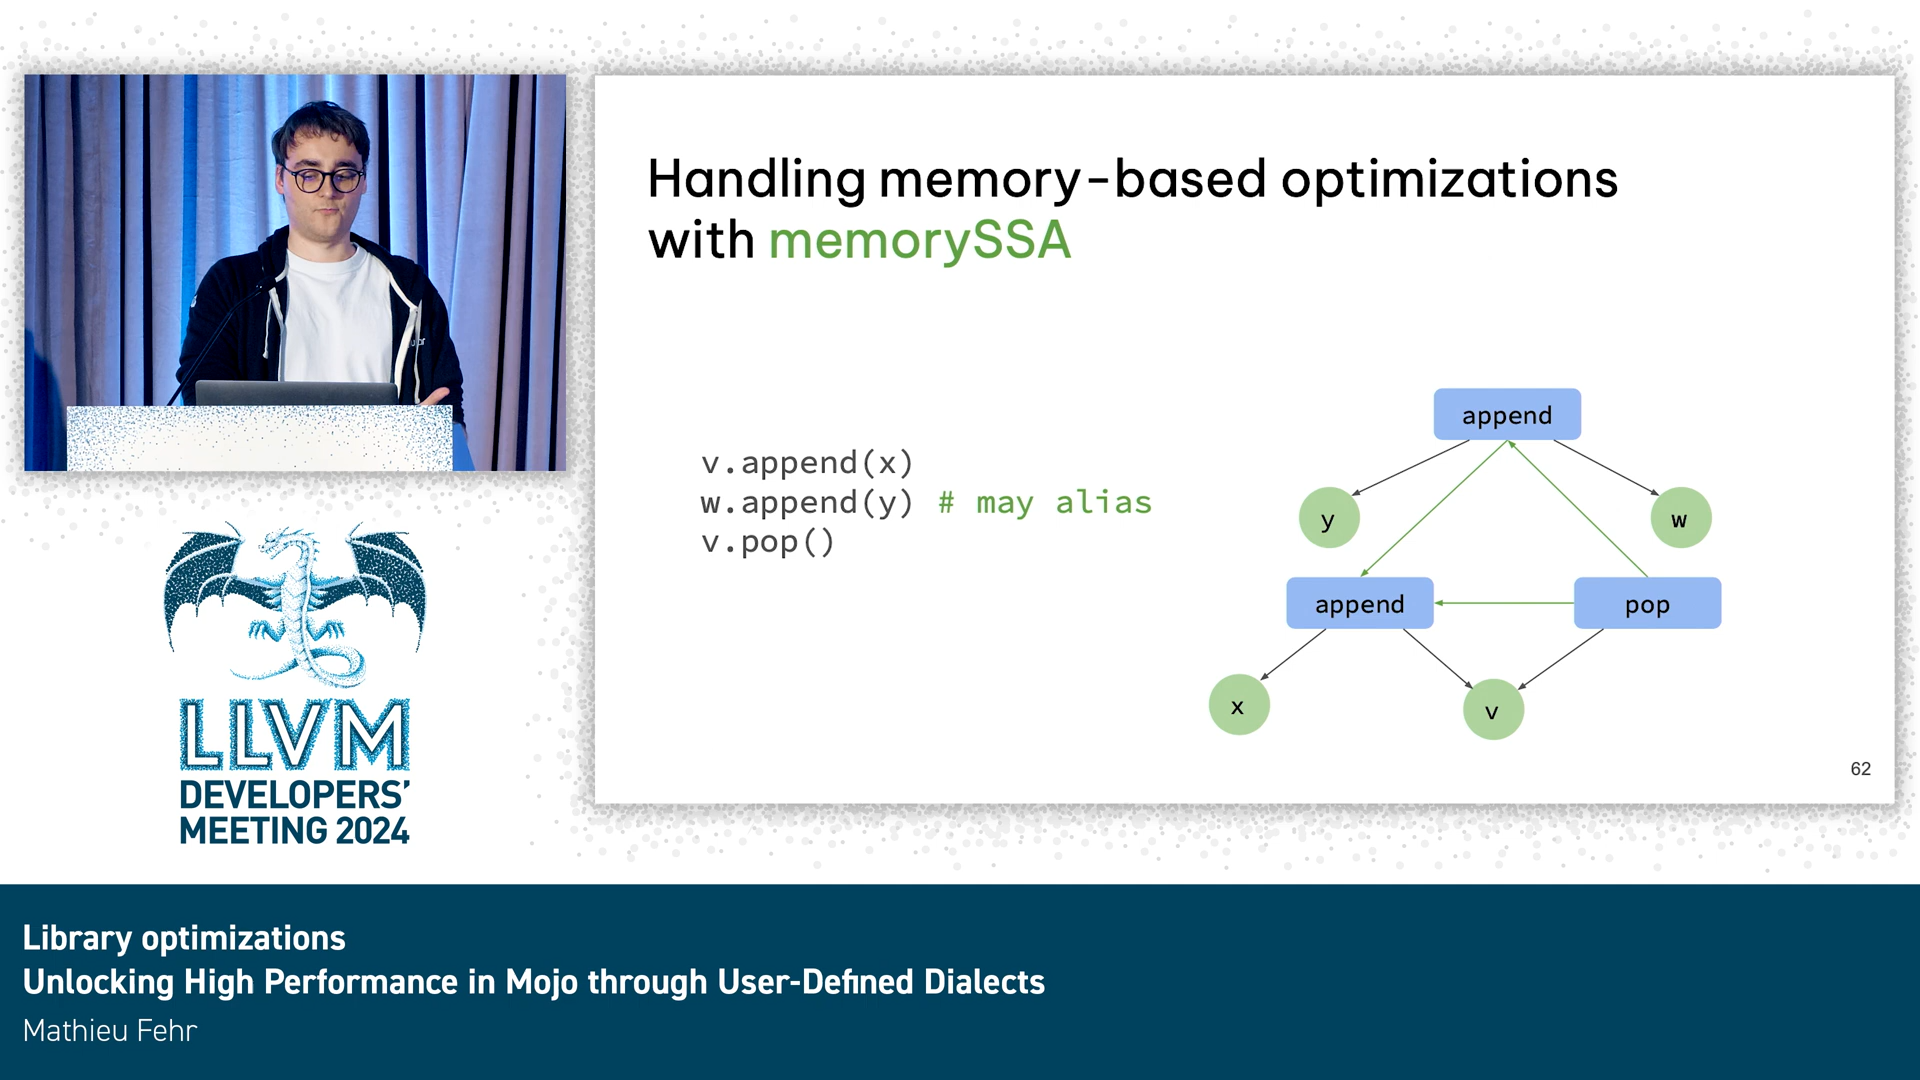 Handling memory-based optimizations
with memorySSA
v.append(x)
w.append(y) # may alias
v.pop()
append
y
w
append
pop
x
v
62
LLVM
DEVELOPERS'
MEETING 2024
Library optimizations
Unlocking High Performance in Mojo through User-Defined Dialects
Mathieu Fehr